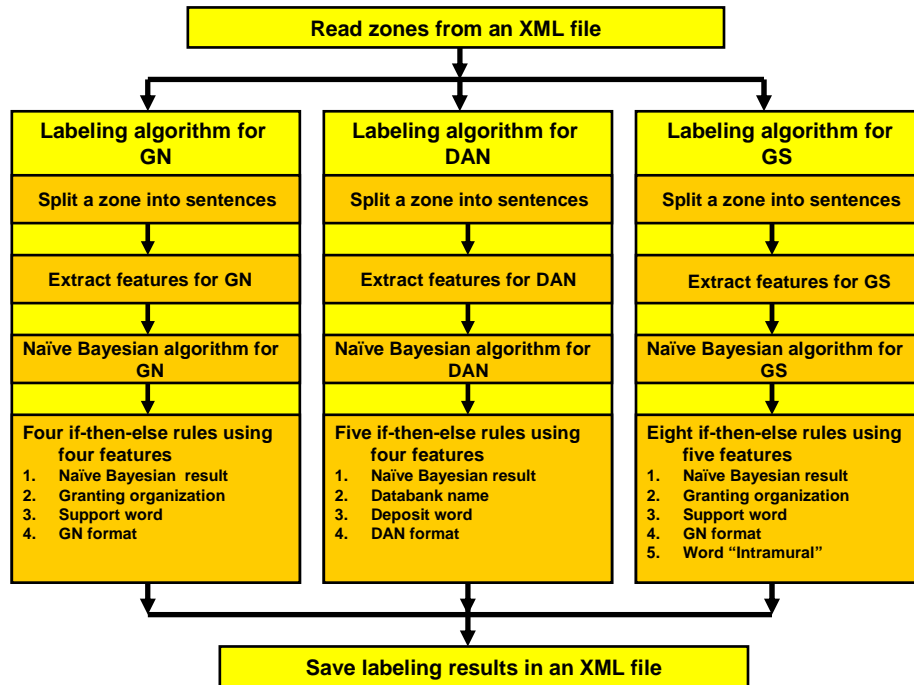 Read zones from an XML file
Labeling algorithm for
GN
Split a zone into sentences
Extract features for GN
Naïve Bayesian algorithm for
GN
Four if-then-else rules using
four features
1. Naïve Bayesian result
2. Granting organization
3. Support word
4. GN format
Labeling algorithm for
DAN
Split a zone into sentences
Extract features for DAN
Naïve Bayesian algorithm for
DAN
Five if-then-else rules using
four features
1. Naïve Bayesian result
2. Databank name
3. Deposit word
4. DAN format
Labeling algorithm for
GS
Split a zone into sentences
Extract features for GS
Naïve Bayesian algorithm for
GS
Eight if-then-else rules using
five features
1. Naïve Bayesian result
2. Granting organization
3. Support word
4. GN format
5. Word “Intramural”
Save labeling results in an XML file